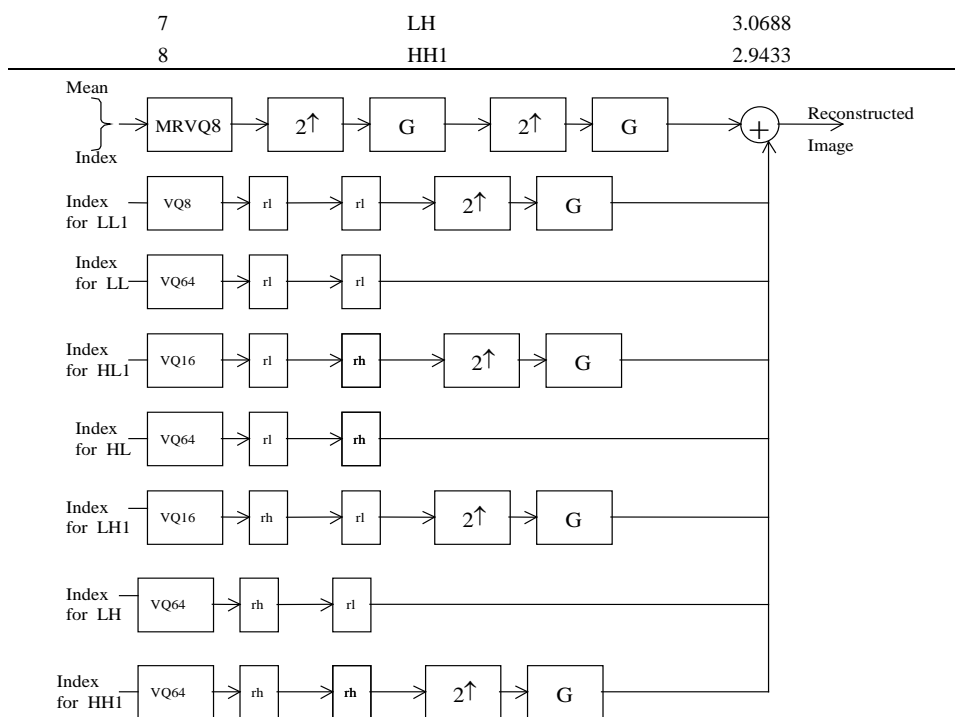 7 LH 3.0688
8 HH1 2.9433
Mean
Index
MRVQ8 2↑ G 2↑ G +
Reconstructed
Image
Index
for LL1
VQ8 rl rl 2↑ G
Index
for LL
VQ64 rl rl
Index
for HL1
VQ16 rl rh 2↑ G
Index
for HL
VQ64 rl rh
Index
for LH1
VQ16 rh rl 2↑ G
Index
for LH
VQ64 rh rl
Index
for HH1
VQ64 rh rh 2↑ G